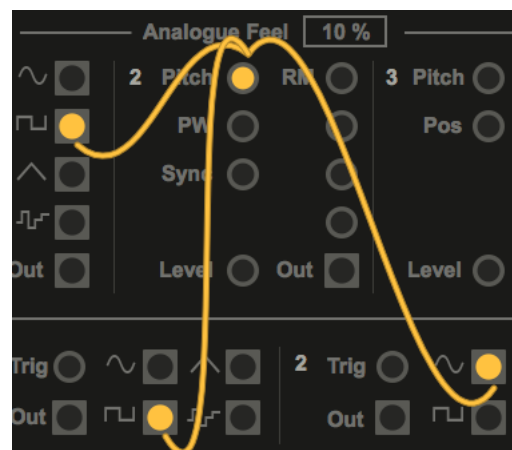 Analogue Feel 10 %
2 Pitch RM 3 Pitch
PW Pos
Sync
Out Level Out Level
Trig 2 Trig
Out Out